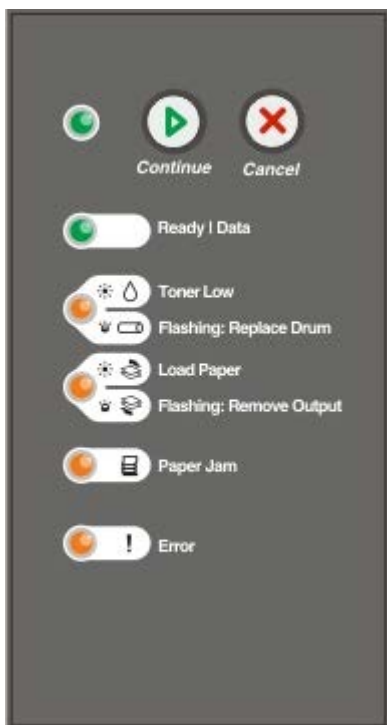 Continue Cancel
Ready | Data
Toner Low
Flashing: Replace Drum
Load Paper
Flashing: Remove Output
Paper Jam
! Error